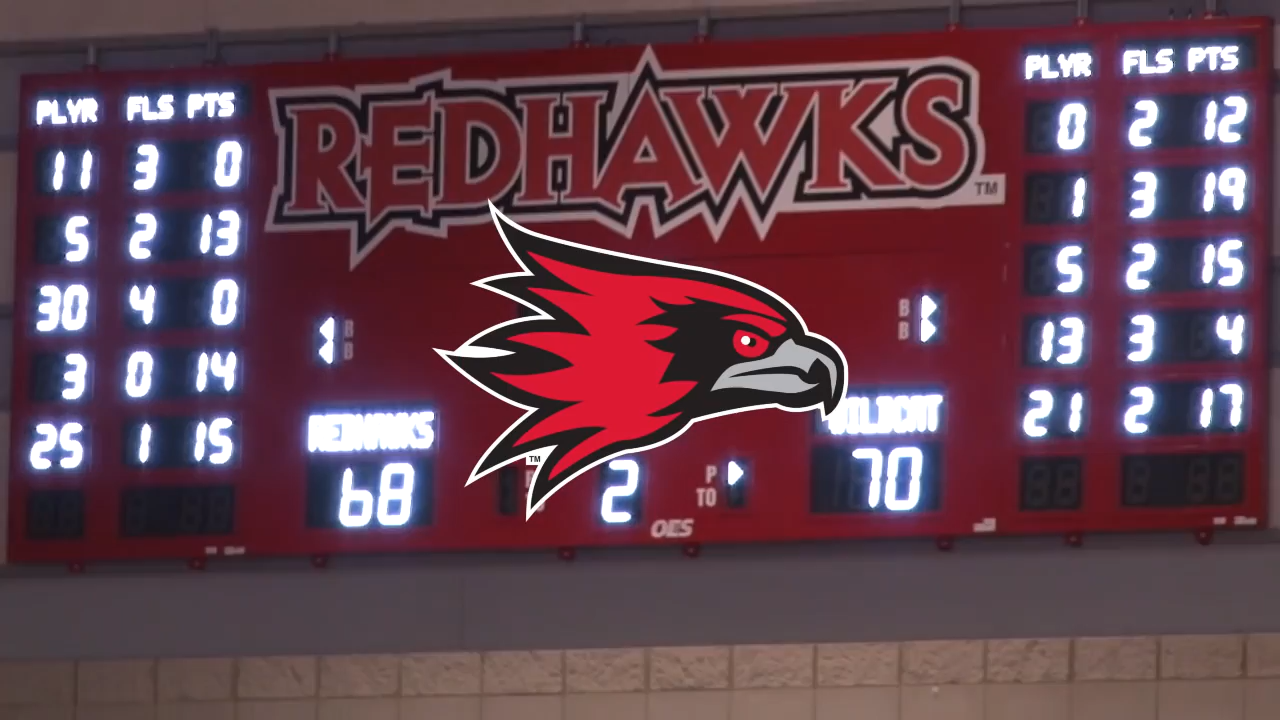 REDHAWKS TM
PLYR FLS PTS
11 3 0
5 2 13
30 4 0
3 0 14
25 1 15
PLYR FLS PTS
0 2 12
1 3 19
5 2 15
13 3 4
21 2 17
B
B
B
B
REDHAWKS
68
TM
2
P
TO
WILDCAT
70
OES